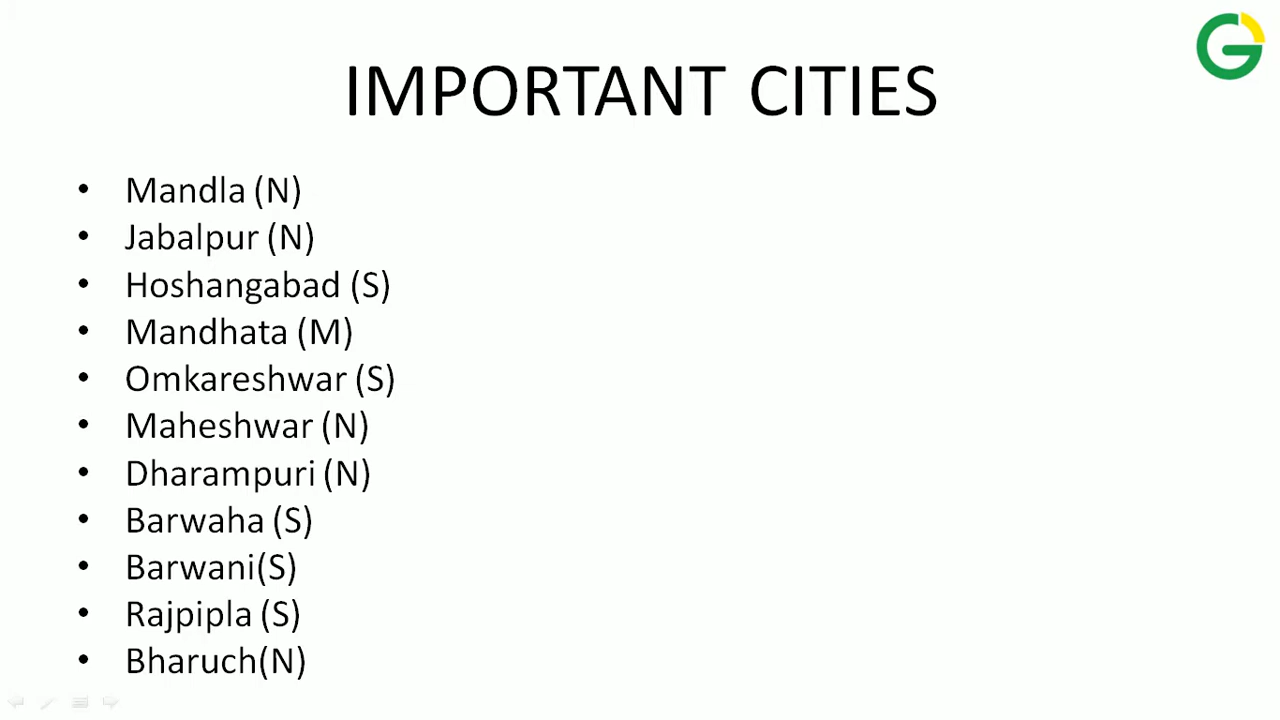 IMPORTANT CITIES
• Mandla (N)
• Jabalpur (N)
• Hoshangabad (S)
• Mandhata (M)
• Omkareshwar (S)
• Maheshwar (N)
• Dharampuri (N)
• Barwaha (S)
• Barwani(S)
• Rajpipla (S)
• Bharuch(N)